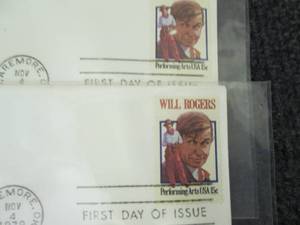 AREMORE, O
NOV
4
FIRST DAY OF ISSUE
Performing Arts USA 15c
WILL ROGERS
Performing Arts USA 15c
EMORE, OK
NOV
4
1979
FIRST DAY OF ISSUE